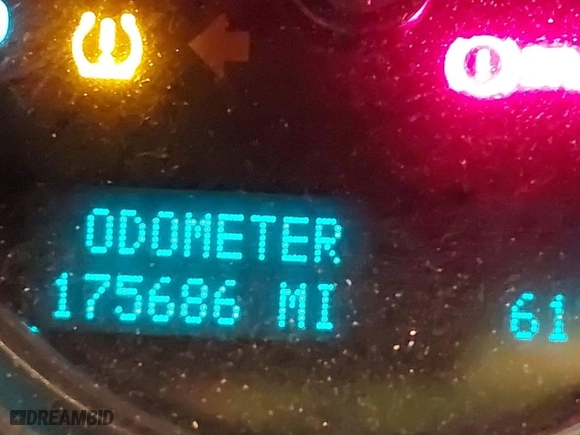 ODOMETER
175686 MI
61
DREAMBID